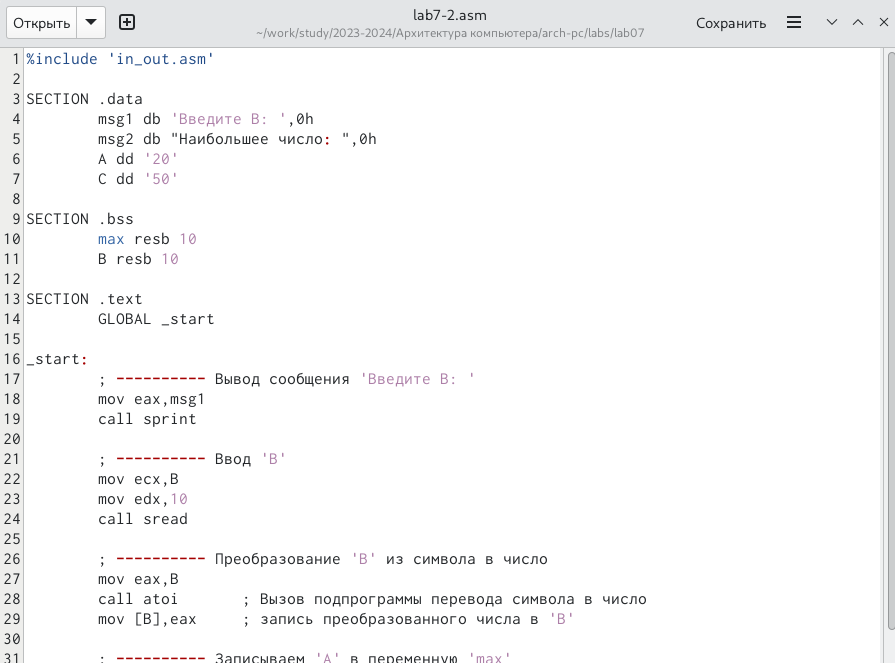 Открыть
lab7-2.asm
~/work/study/2023-2024/Архитектура компьютера/arch-pc/labs/lab07
Сохранить
1 %include 'in_out.asm'
2
3 SECTION .data
4 msg1 db 'Введите B: ',0h
5 msg2 db "Наибольшее число: ",0h
6 A dd '20'
7 C dd '50'
8
9 SECTION .bss
10 max resb 10
11 B resb 10
12
13 SECTION .text
14 GLOBAL _start
15
16 _start:
17 ; ---------- Вывод сообщения 'Введите B: '
18 mov eax,msg1
19 call sprint
20
21 ; ---------- Ввод 'B'
22 mov ecx,B
23 mov edx,10
24 call sread
25
26 ; ---------- Преобразование 'B' из символа в число
27 mov eax,B
28 call atoi ; Вызов подпрограммы перевода символа в число
29 mov [B],eax ; запись преобразованного числа в 'B'
30
31 ; ---------- Записываем 'A' в переменную 'max'